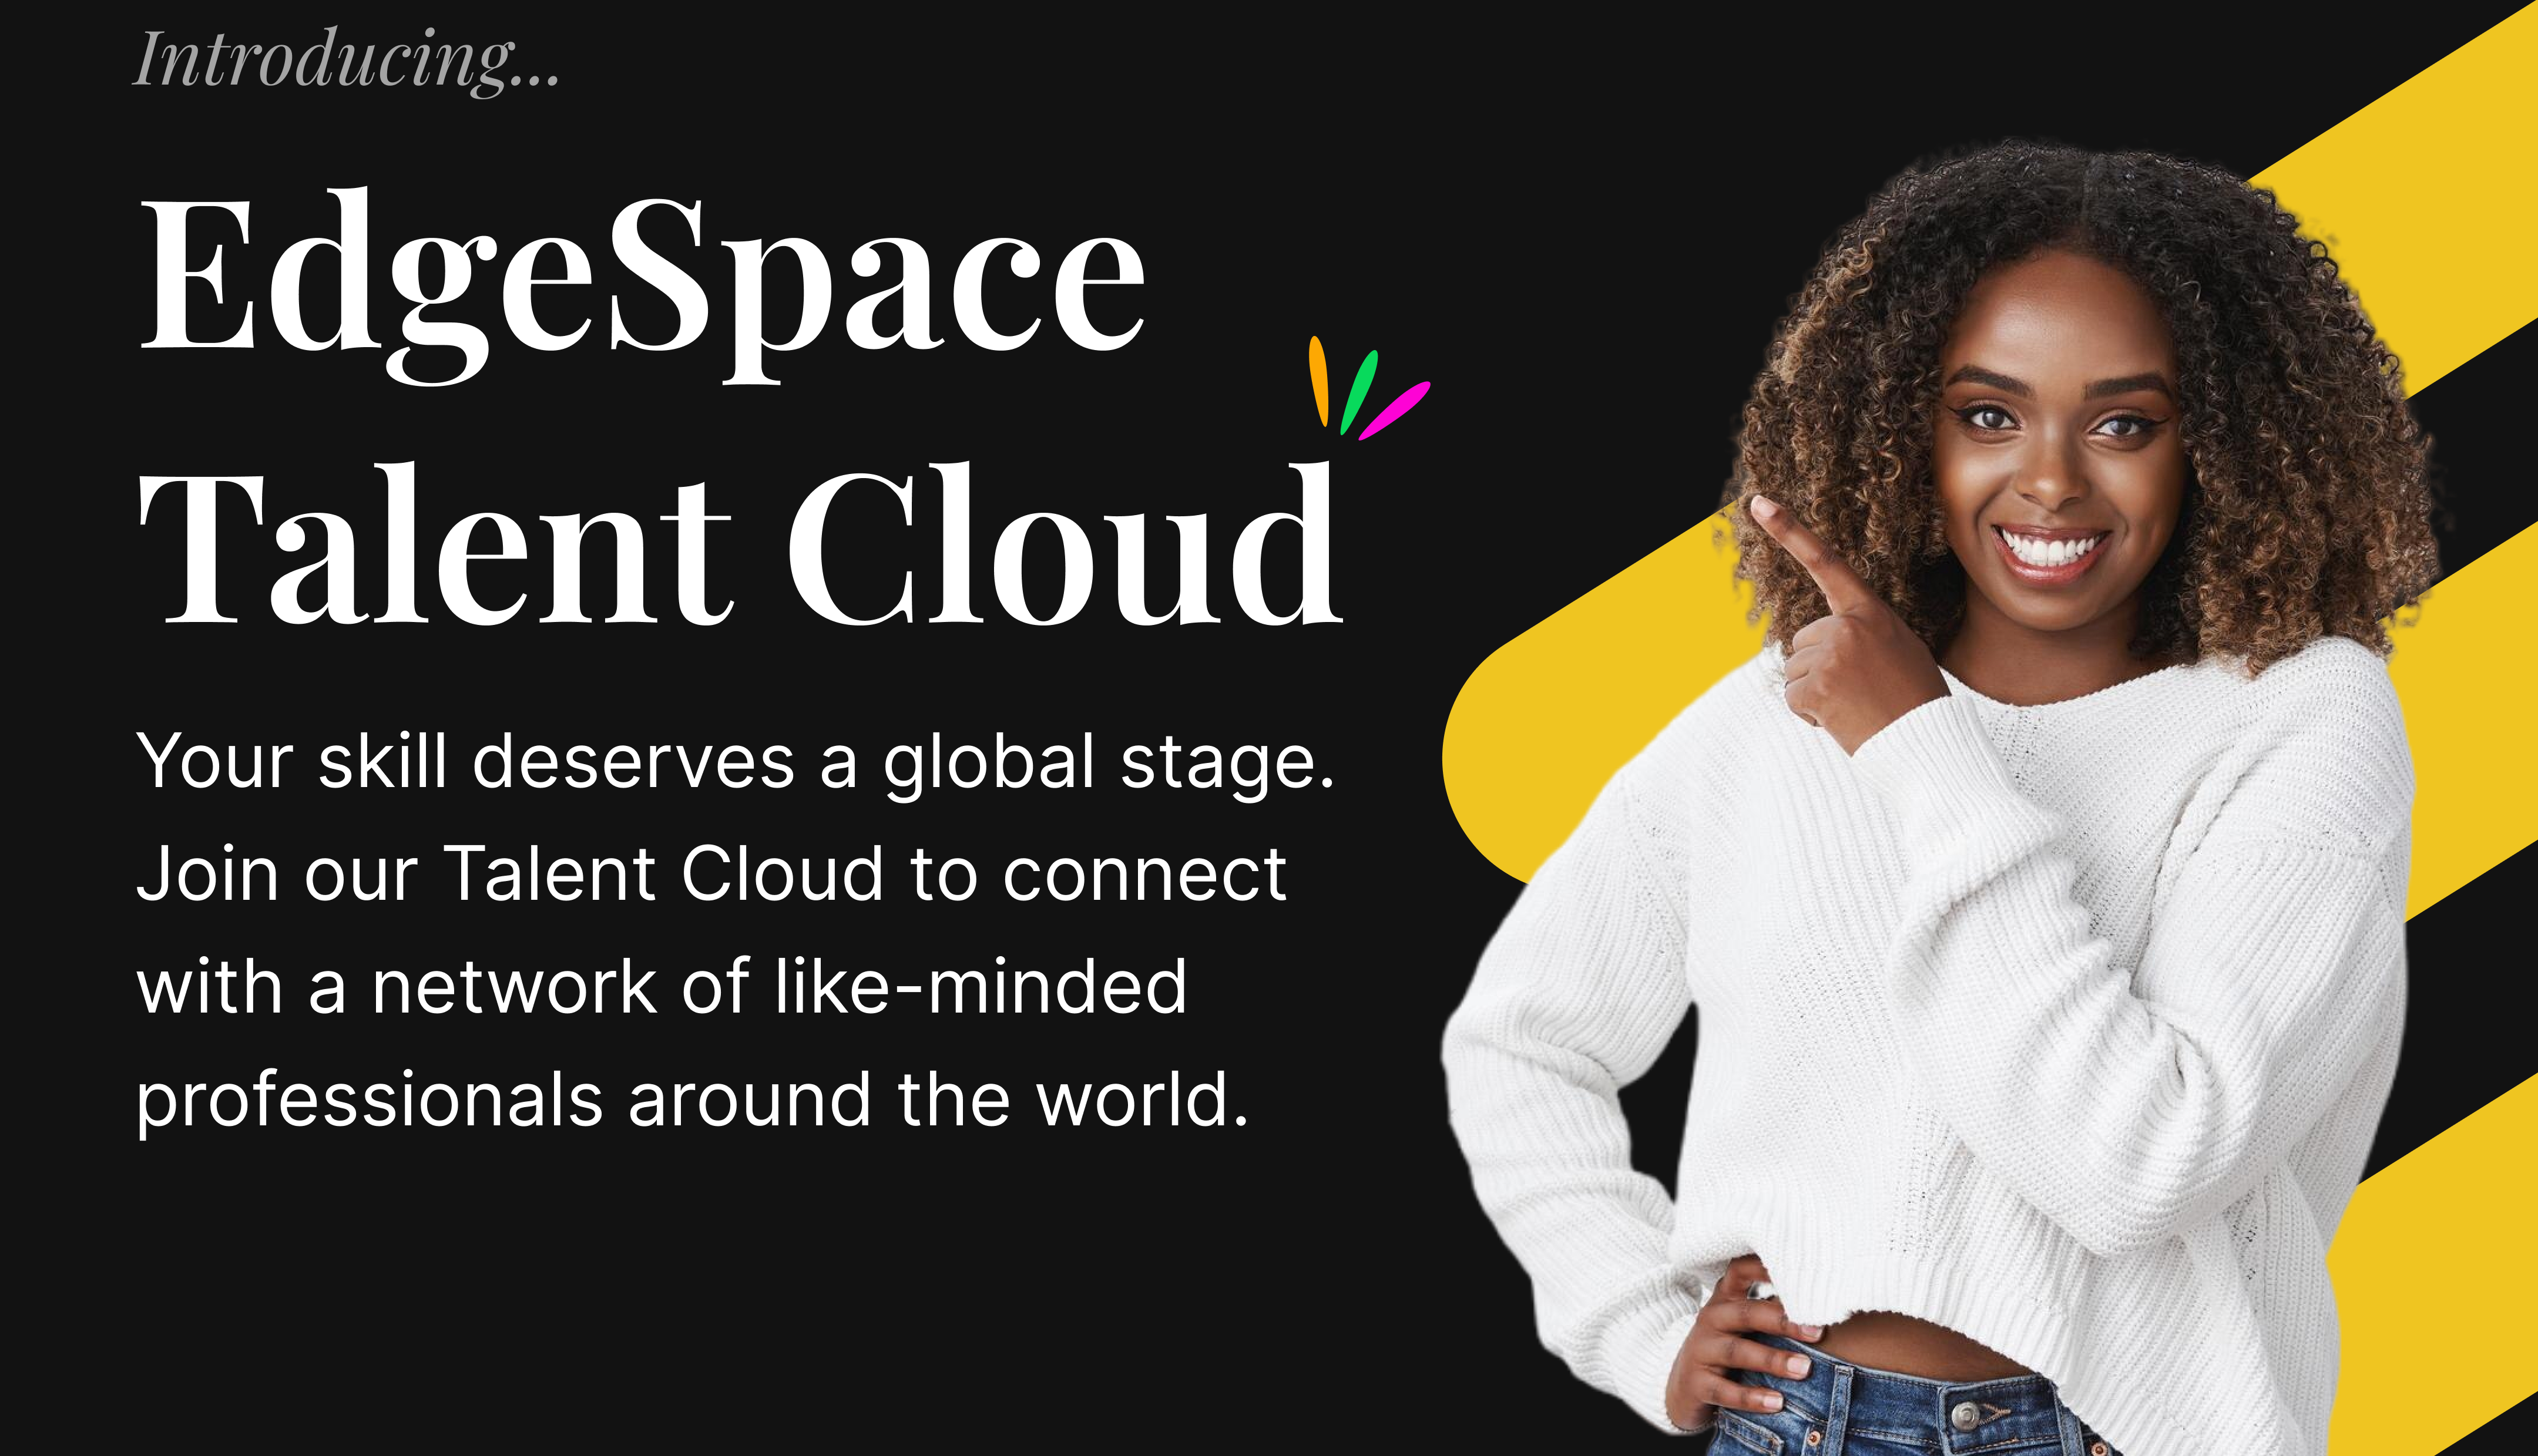 Introducing...
EdgeSpace
Talent Cloud
Your skill deserves a global stage.
Join our Talent Cloud to connect
with a network of like-minded
professionals around the world.